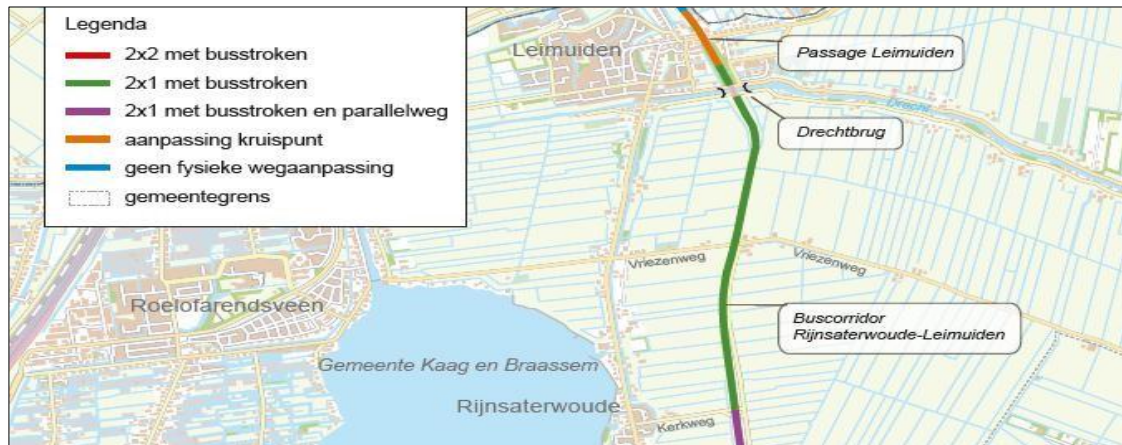 Legenda
2x2 met busstroken
2x1 met busstroken
2x1 met busstroken en parallelweg
aanpassing kruispunt
geen fysieke wegaanpassing
gemeentegrens
Leimuiden
Passage Leimuiden
Drecht
Drechtbrug
Vriezenweg
Vriezenweg
Roelofarendsveen
Buscorridor
Rijnsaterwoude-Leimuiden
Gemeente Kaag en Braassem
Rijnsaterwoude
Kerkweg